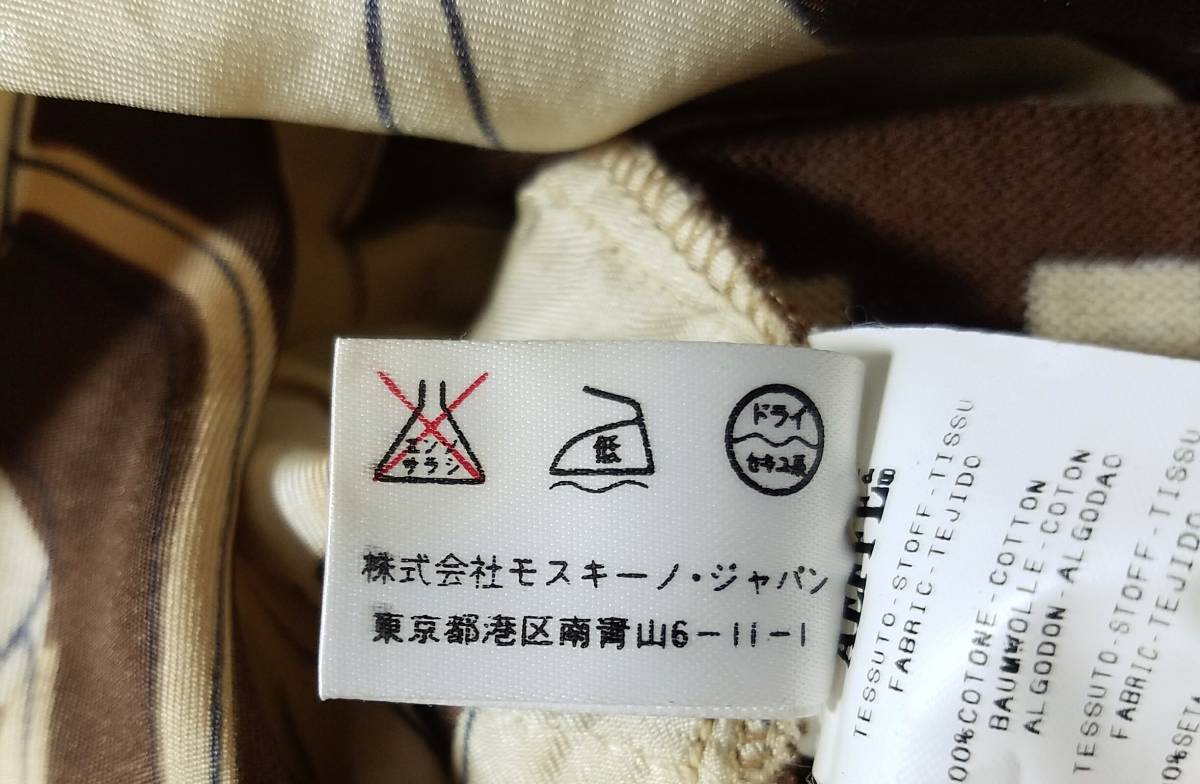 エンソ
サラシ
低
ドライ
セキユ系
株式会社モスキーノ・ジャパン
東京都港区南青山6-11-1
TESSUTO-STOFF-TISSU
FABRIC-TEJIDO
00%COTONE-COTTON
BAUMWOLLE-COTON
ALGODON-ALGODAO
TESSUTO-STOFF-TISSU
FABRIC-TEJIDO
0%SETA